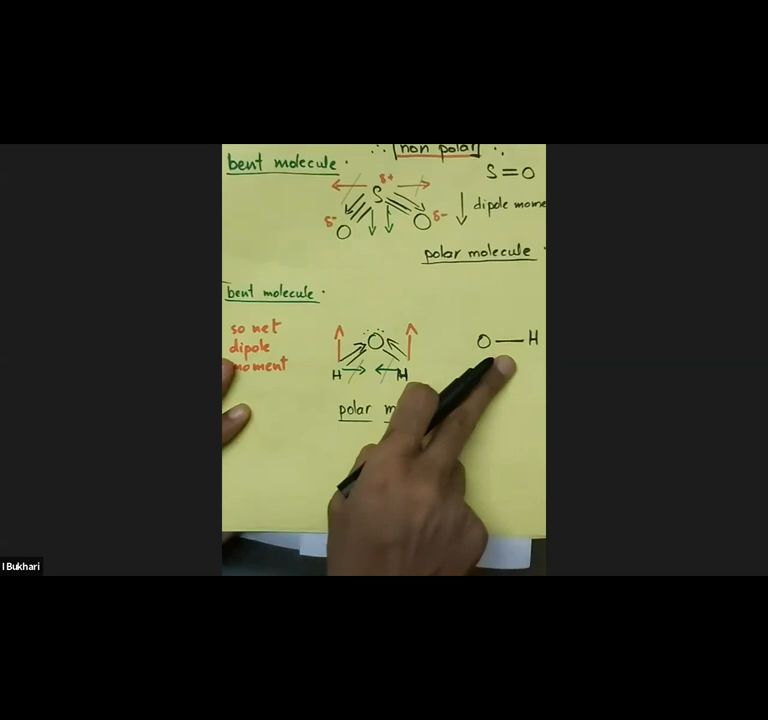 ∴ non polar
bent molecule.
S=O
δ+
S
δ- O O δ-
dipole mome
polar molecule
bent molecule.
so net
dipole
moment
O
H H
O—H
polar m
I Bukhari